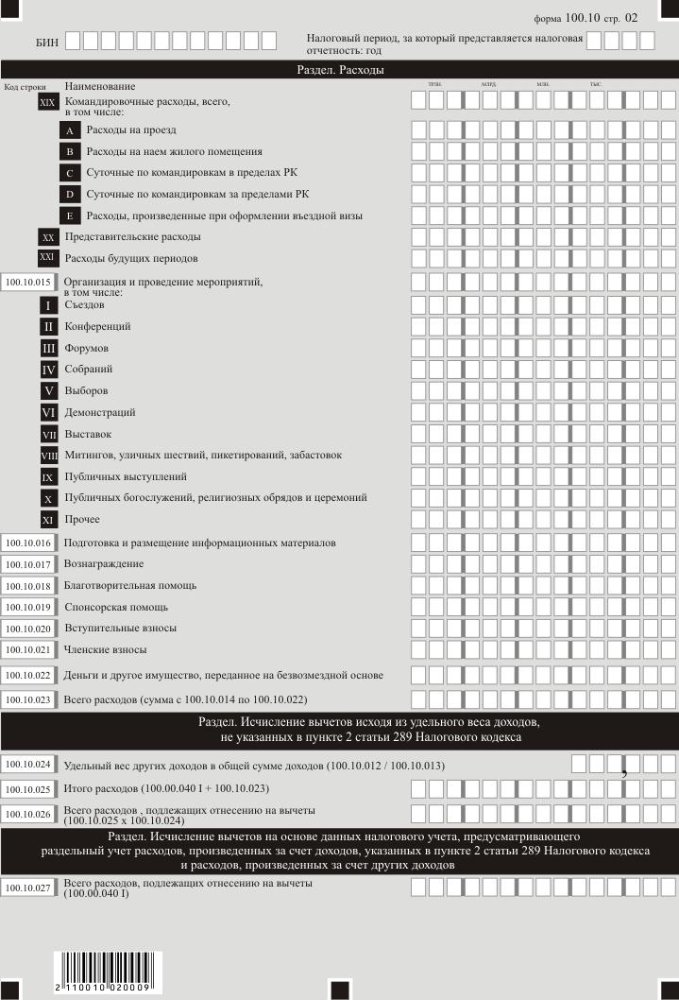 форма 100.10 стр. 02
БИН
Налоговый период, за который представляется налоговая
отчетность: год
Раздел. Расходы
Код строки Наименование ТРЛН. МЛРД. МЛН. ТЫС.
XIX Командировочные расходы, всего,
в том числе:
A Расходы на проезд
B Расходы на наем жилого помещения
C Суточные по командировкам в пределах РК
D Суточные по командировкам за пределами РК
E Расходы, произведенные при оформлении въездной визы
XX Представительские расходы
XXI Расходы будущих периодов
100.10.015 Организация и проведение мероприятий,
в том числе:
I Съездов
II Конференций
III Форумов
IV Собраний
V Выборов
VI Демонстраций
VII Выставок
VIII Митингов, уличных шествий, пикетирований, забастовок
IX Публичных выступлений
X Публичных богослужений, религиозных обрядов и церемоний
XI Прочее
100.10.016 Подготовка и размещение информационных материалов
100.10.017 Вознаграждение
100.10.018 Благотворительная помощь
100.10.019 Спонсорская помощь
100.10.020 Вступительные взносы
100.10.021 Членские взносы
100.10.022 Деньги и другое имущество, переданное на безвозмездной основе
100.10.023 Всего расходов (сумма с 100.10.014 по 100.10.022)
Раздел. Исчисление вычетов исходя из удельного веса доходов,
не указанных в пункте 2 статьи 289 Налогового кодекса
100.10.024 Удельный вес других доходов в общей сумме доходов (100.10.012 / 100.10.013) ,
100.10.025 Итого расходов (100.00.040 I + 100.10.023)
100.10.026 Всего расходов , подлежащих отнесению на вычеты
(100.10.025 x 100.10.024)
Раздел. Исчисление вычетов на основе данных налогового учета, предусматривающего
раздельный учет расходов, произведенных за счет доходов, указанных в пункте 2 статьи 289 Налогового кодекса
и расходов, произведенных за счет других доходов
100.10.027 Всего расходов, подлежащих отнесению на вычеты
(100.00.040 I)
2 110010 020009